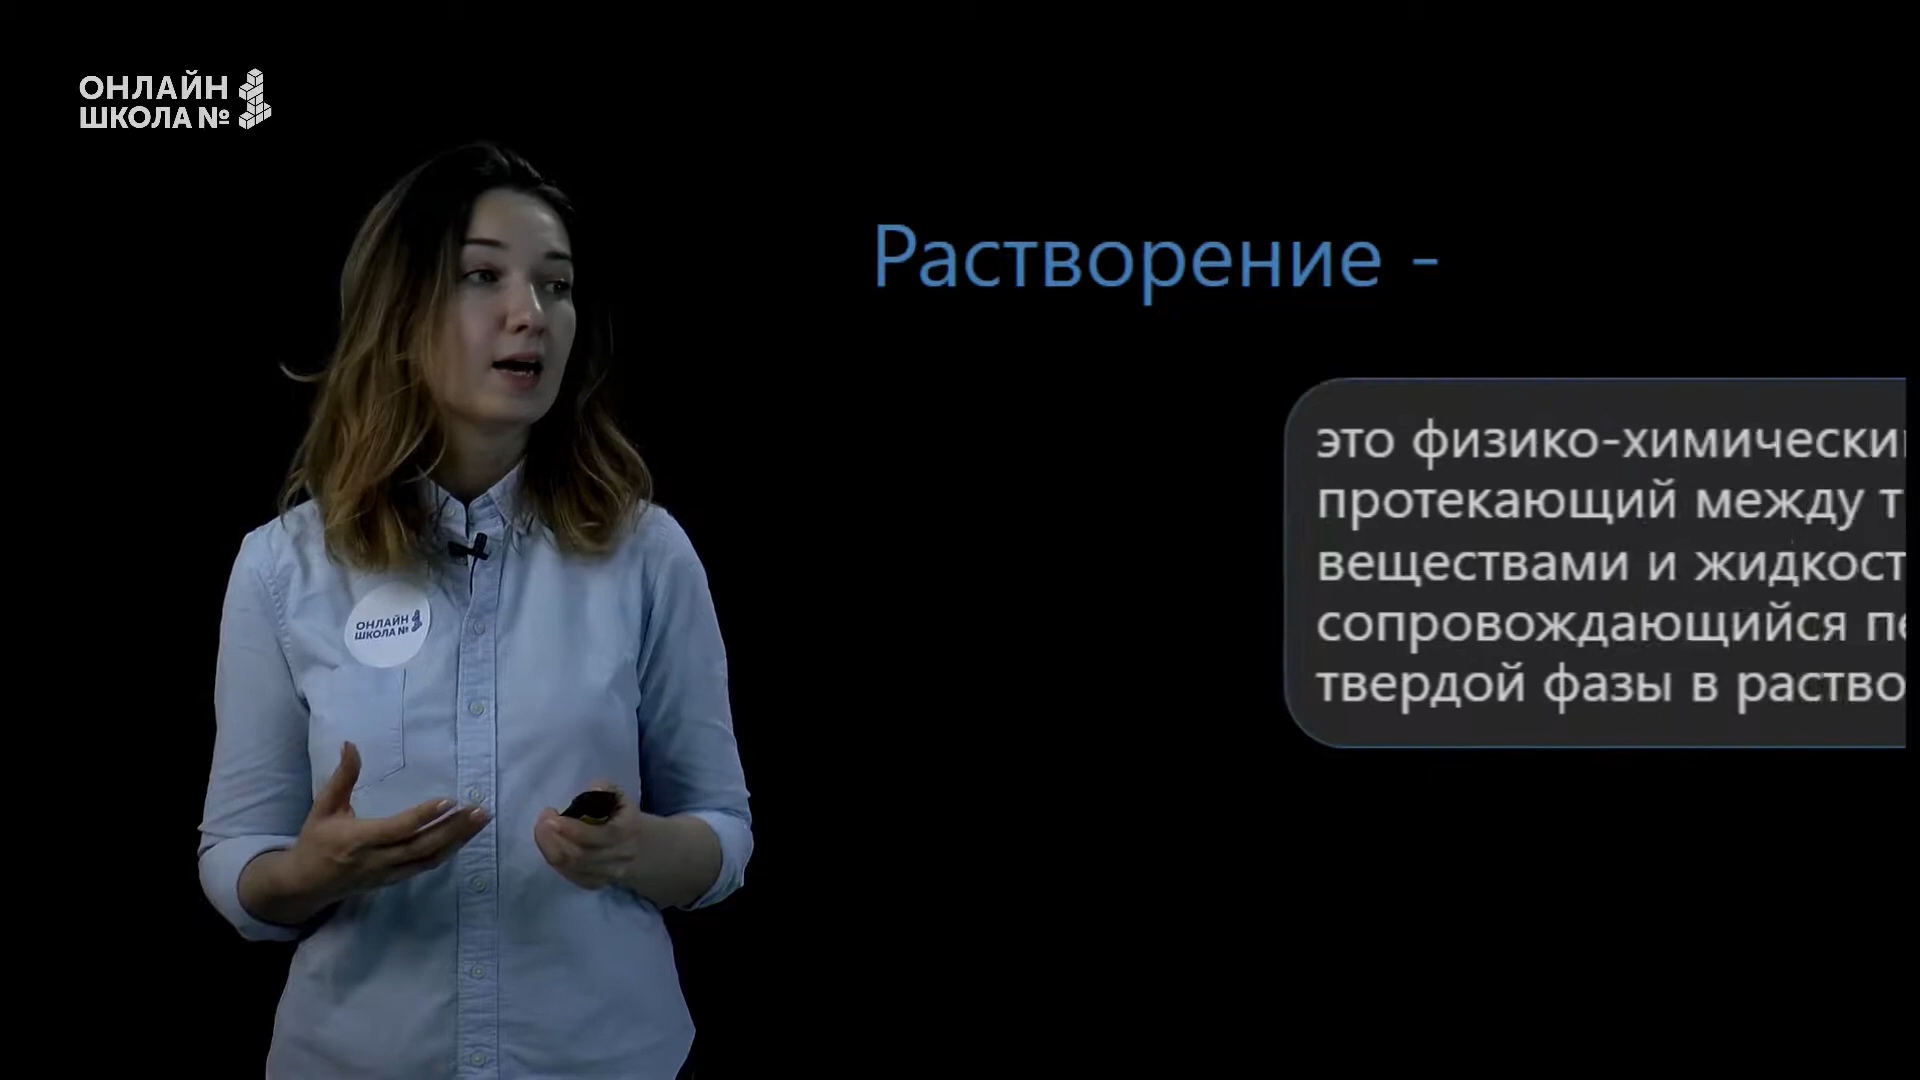 ОНЛАЙН
ШКОЛА №
Растворение -
это физико-химически
протекающий между т
веществами и жидкост
сопровождающийся пе
твердой фазы в раство
ОНЛАЙН
ШКОЛА №